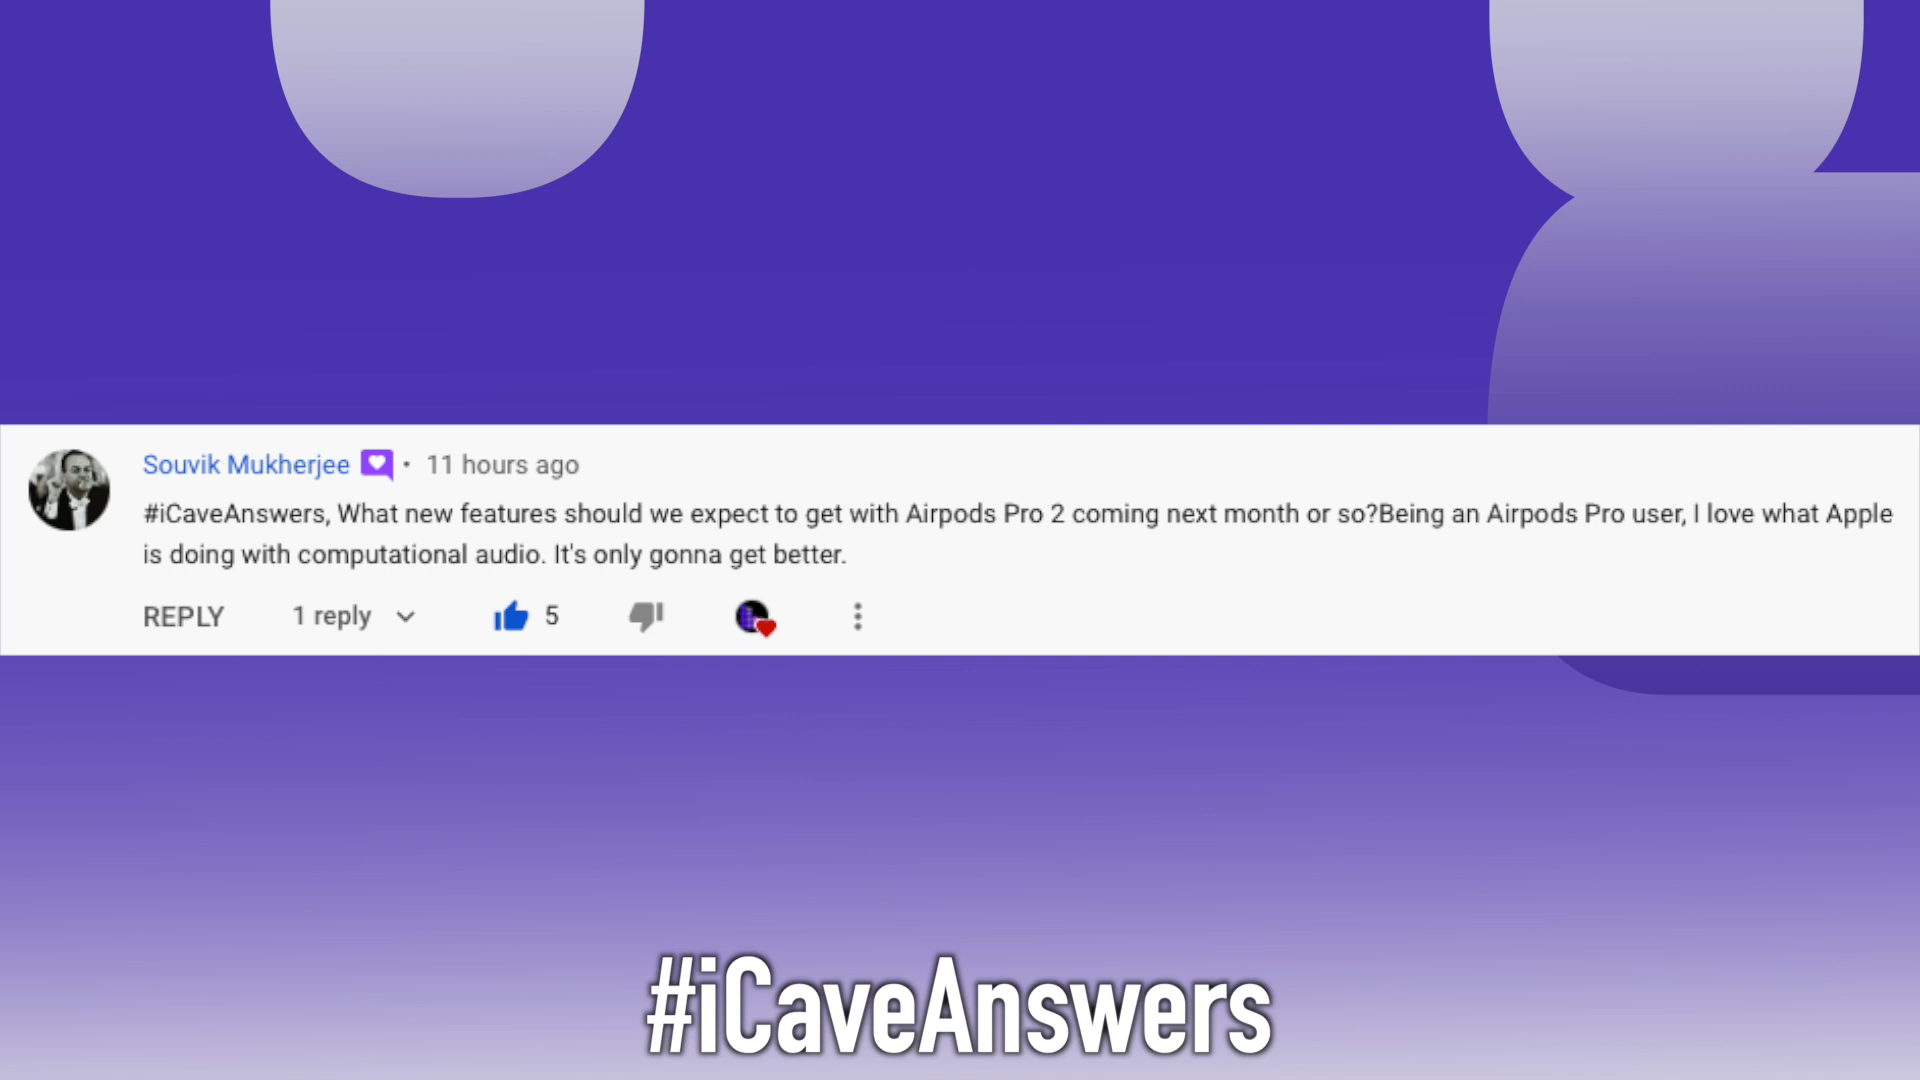 Souvik Mukherjee • 11 hours ago
#iCaveAnswers, What new features should we expect to get with Airpods Pro 2 coming next month or so?Being an Airpods Pro user, I love what Apple
is doing with computational audio. It's only gonna get better.
REPLY 1 reply 5
#iCaveAnswers